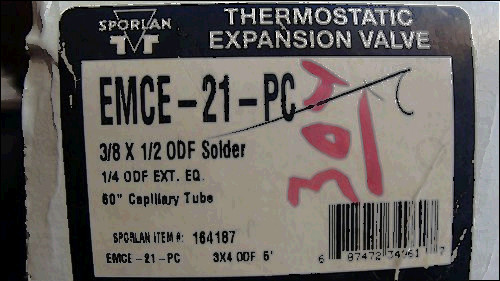 SPORLAN
THERMOSTATIC
EXPANSION VALVE
EMCE-21-PC
3/8 X 1/2 ODF Solder
1/4 ODF EXT. EQ.
60" Capillary Tube
SPORLAN ITEM #: 164187
EMCE-21-PC 3X4 ODF 5'